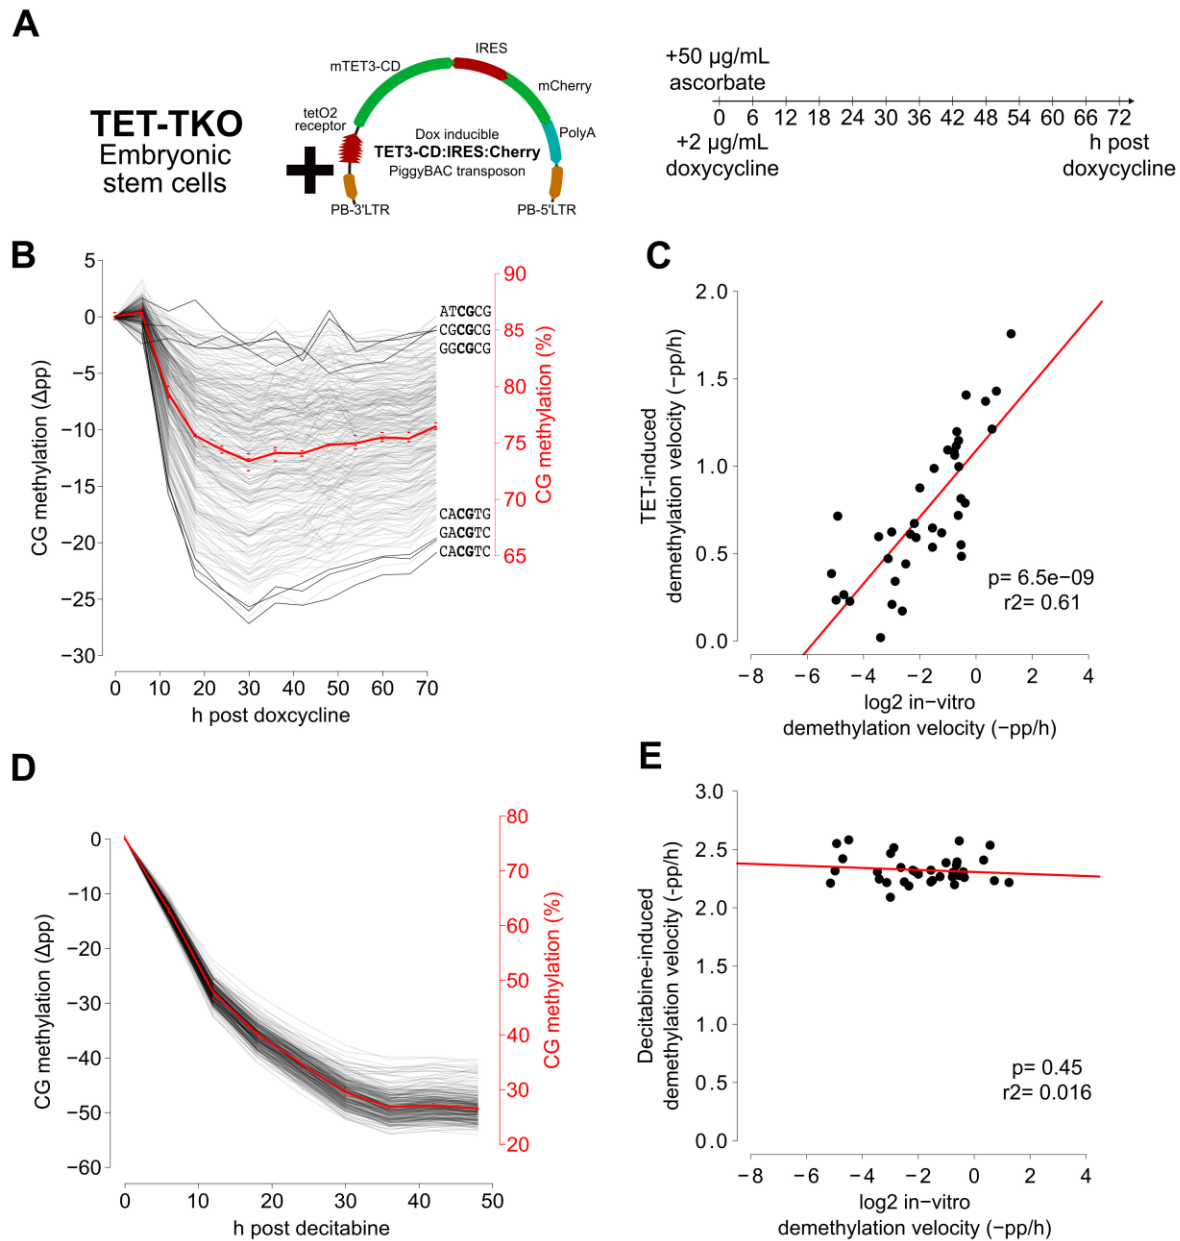 A
TET-TKO
Embryonic
stem cells
mTET3-CD
IRES
mCherry
tetO2
receptor
PolyA
Dox inducible
TET3-CD:IRES:Cherry
PiggyBAC transposon
PB-3'LTR
PB-5'LTR
+50 µg/mL
ascorbate
0 6 12 18 24 30 36 42 48 54 60 66 72
+2 µg/mL
doxycycline
h post
doxycycline
B
CG methylation (Δpp)
5
0
−5
−10
−15
−20
−25
−30
0 10 20 30 40 50 60 70
h post doxcycline
90
85
80
75
70
65
CG methylation (%)
ATCGCG
CGCGCG
GGCGCG
CACGTG
GACGTC
CACGTC
C
TET-induced
demethylation velocity (−pp/h)
2.0
1.5
1.0
0.5
0.0
p= 6.5e−09
r2= 0.61
−8 −6 −4 −2 0 2 4
log2 in−vitro
demethylation velocity (−pp/h)
D
CG methylation (Δpp)
0
−10
−20
−30
−40
−50
−60
0 10 20 30 40 50
h post decitabine
80
70
60
50
40
30
20
CG methylation (%)
E
Decitabine-induced
demethylation velocity (-pp/h)
3.0
2.5
2.0
1.5
1.0
0.5
0.0
p= 0.45
r2= 0.016
−8 −6 −4 −2 0 2 4
log2 in−vitro
demethylation velocity (−pp/h)